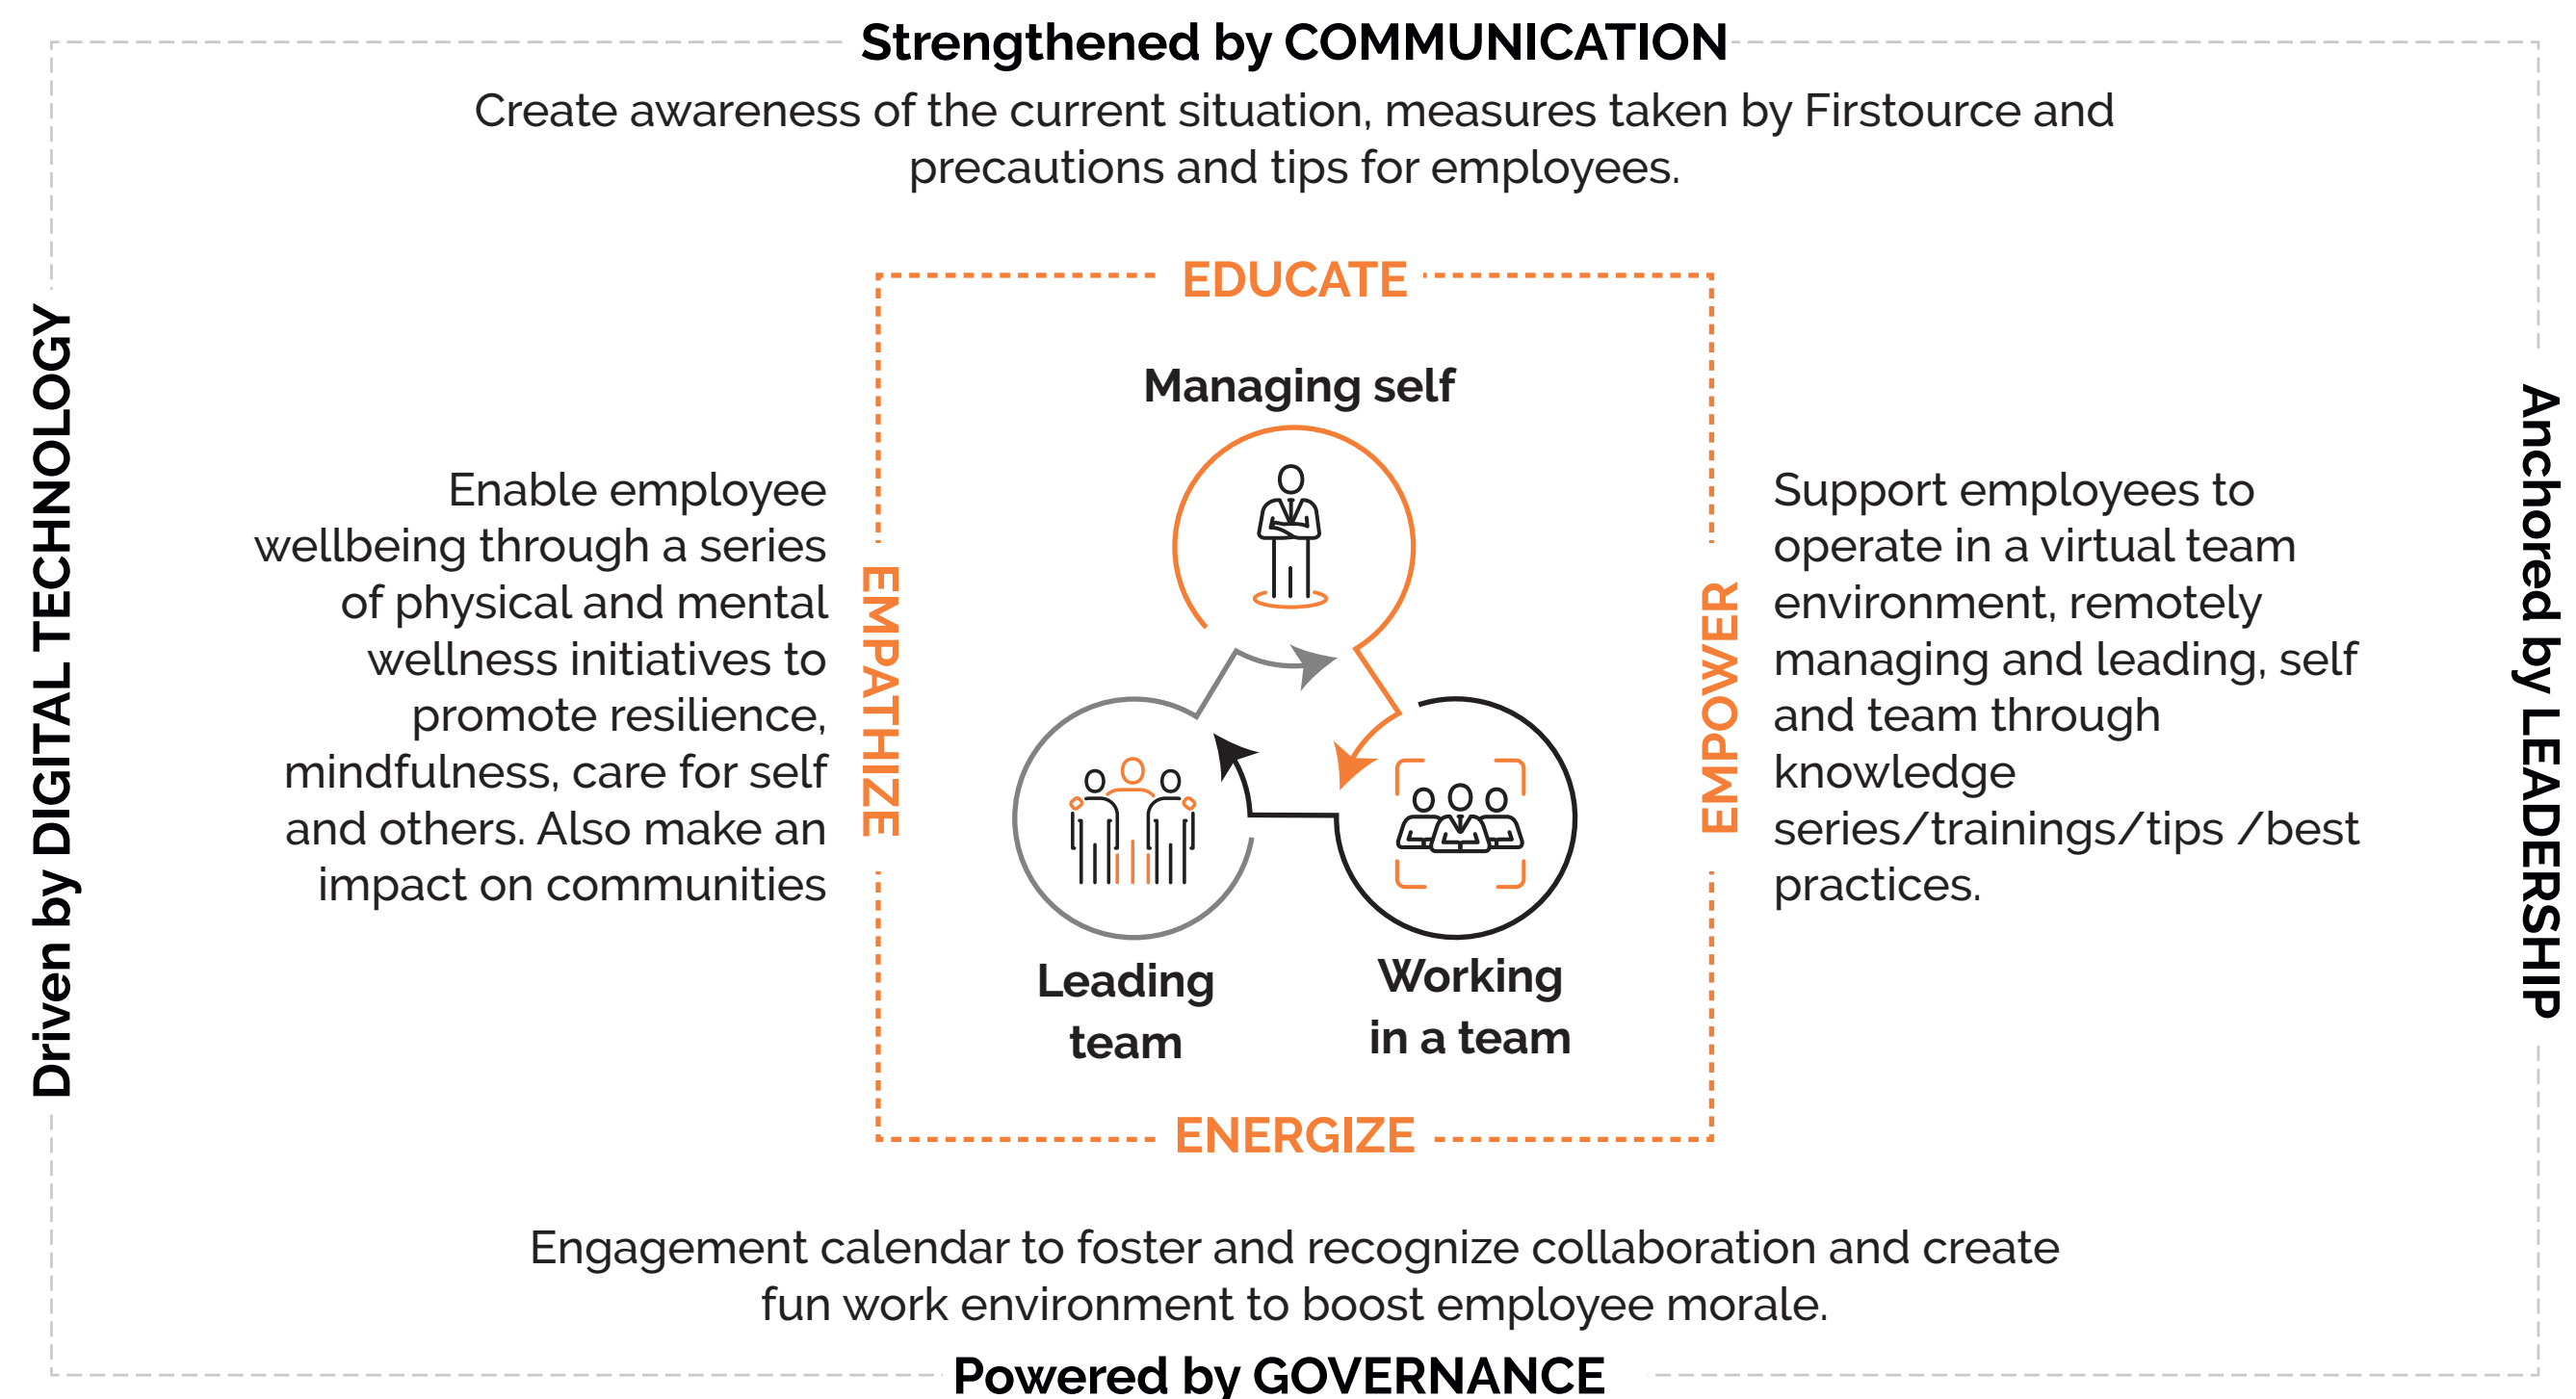 Strengthened by COMMUNICATION
Create awareness of the current situation, measures taken by Firstource and
precautions and tips for employees.
Driven by DIGITAL TECHNOLOGY
Enable employee
wellbeing through a series
of physical and mental
wellness initiatives to
promote resilience,
mindfulness, care for self
and others. Also make an
impact on communities
EDUCATE
EMPATHIZE
Managing self
Leading
team
Working
in a team
EMPOWER
ENERGIZE
Support employees to
operate in a virtual team
environment, remotely
managing and leading, self
and team through
knowledge
series/trainings/tips /best
practices.
Anchored by LEADERSHIP
Engagement calendar to foster and recognize collaboration and create
fun work environment to boost employee morale.
Powered by GOVERNANCE